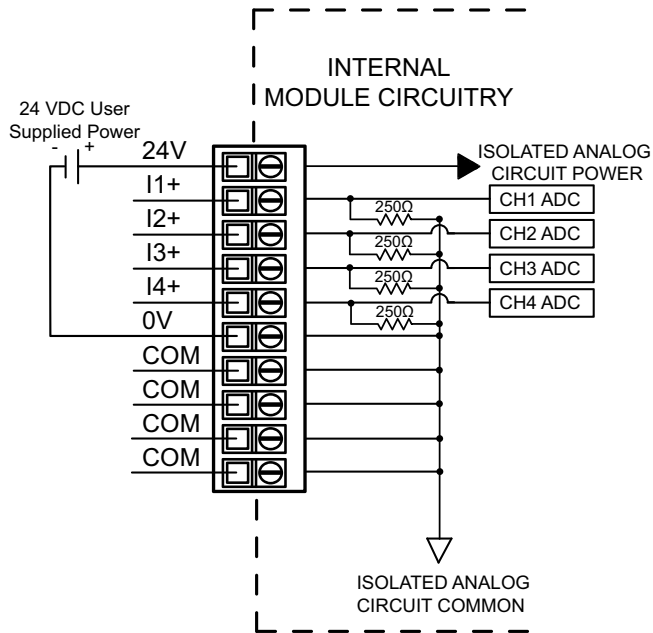 INTERNAL
MODULE CIRCUITRY
24 VDC User
Supplied Power
- +
24V
I1+
I2+
I3+
I4+
0V
COM
COM
COM
COM
ISOLATED ANALOG
CIRCUIT POWER
250Ω
CH1 ADC
250Ω
CH2 ADC
250Ω
CH3 ADC
250Ω
CH4 ADC
ISOLATED ANALOG
CIRCUIT COMMON